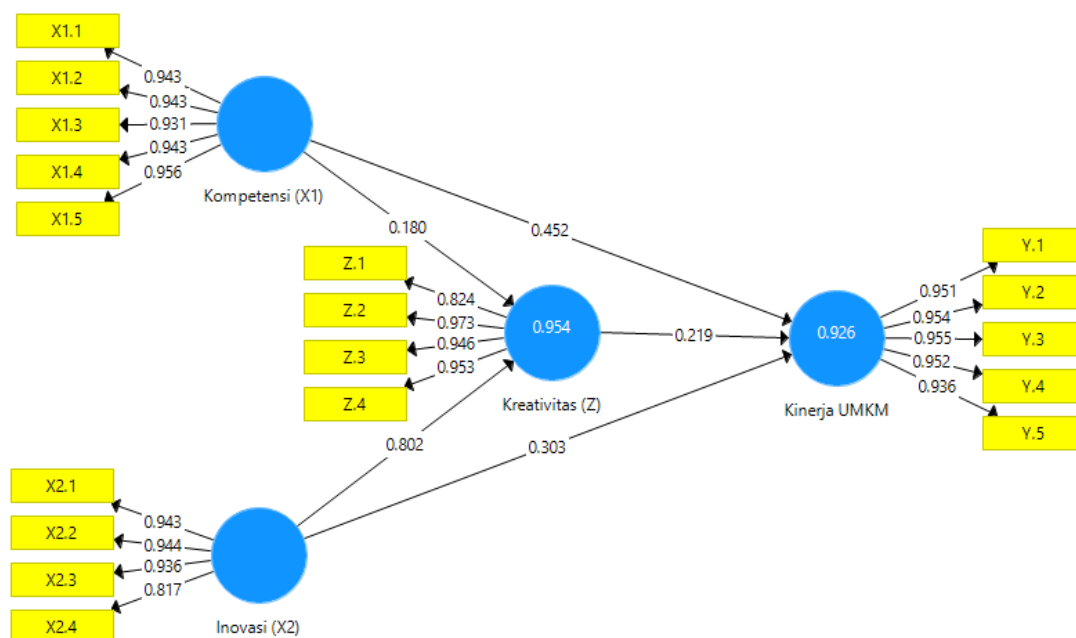 X1.1
X1.2
X1.3
X1.4
X1.5
0.943
0.943
0.931
0.943
0.956
Kompetensi (X1)
0.180
0.452
Z.1
Z.2
Z.3
Z.4
0.824
0.973
0.946
0.953
0.954
Kreativitas (Z)
0.219
0.926
Kinerja UMKM
0.951
0.954
0.955
0.952
0.936
Y.1
Y.2
Y.3
Y.4
Y.5
0.802
0.303
X2.1
X2.2
X2.3
X2.4
0.943
0.944
0.936
0.817
Inovasi (X2)